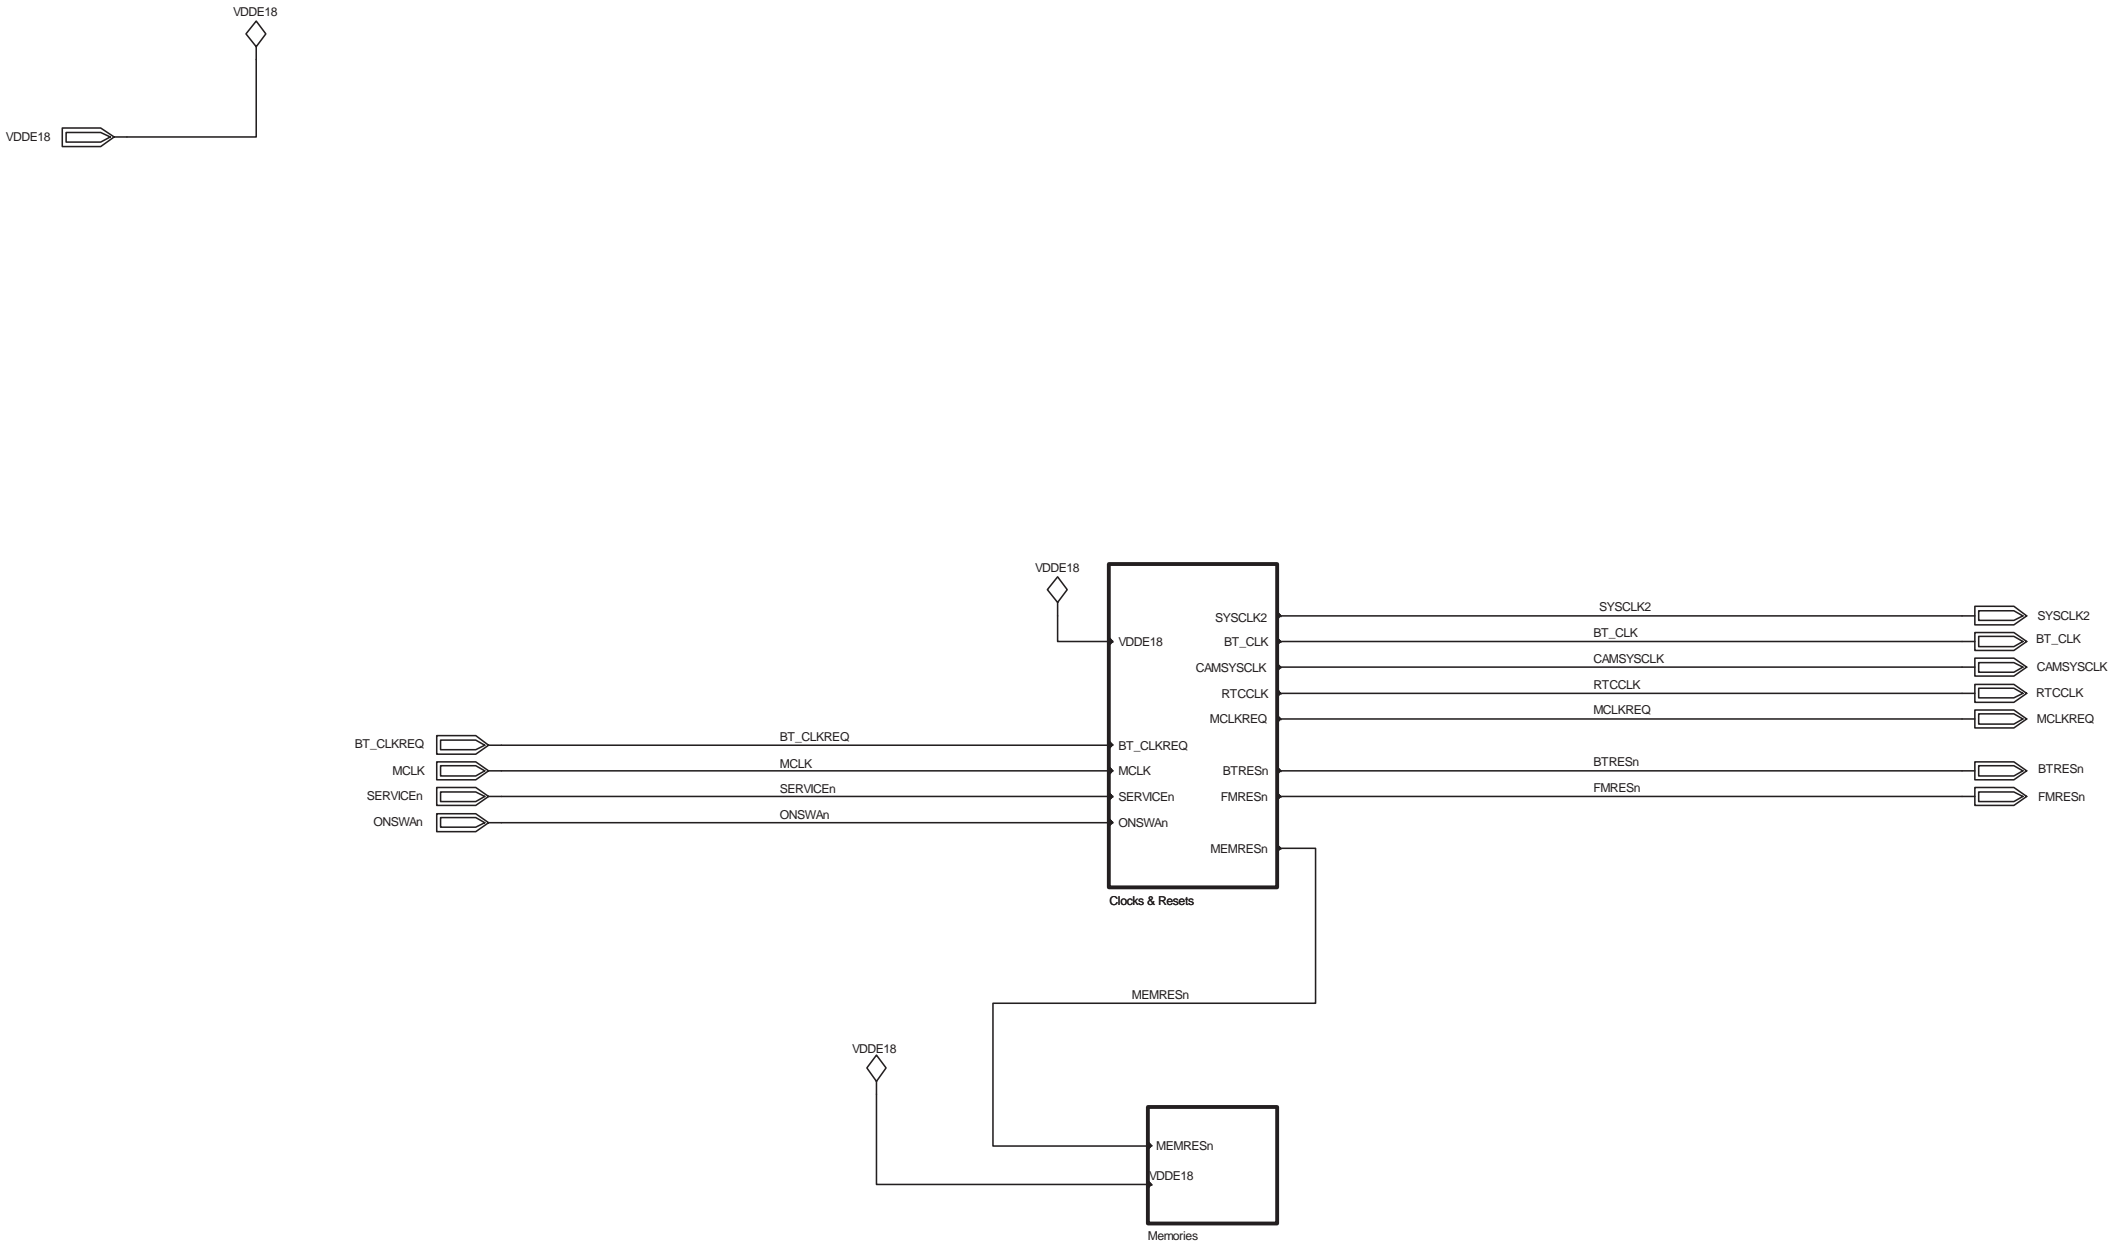 VDDE18
VDDE18
VDDE18
SYSCLK2
SYSCLK2
SYSCLK2
VDDE18
BT_CLK
BT_CLK
BT_CLK
CAMSYSCLK
CAMSYSCLK
CAMSYSCLK
RTCCLK
RTCCLK
RTCCLK
MCLKREQ
MCLKREQ
MCLKREQ
BT_CLKREQ
BT_CLKREQ
BT_CLKREQ
MCLK
MCLK
MCLK
BTRESn
BTRESn
BTRESn
SERVICEn
SERVICEn
SERVICEn
FMRESn
FMRESn
FMRESn
ONSWAn
ONSWAn
ONSWAn
MEMRESn
Clocks & Resets
MEMRESn
VDDE18
MEMRESn
VDDE18
Memories